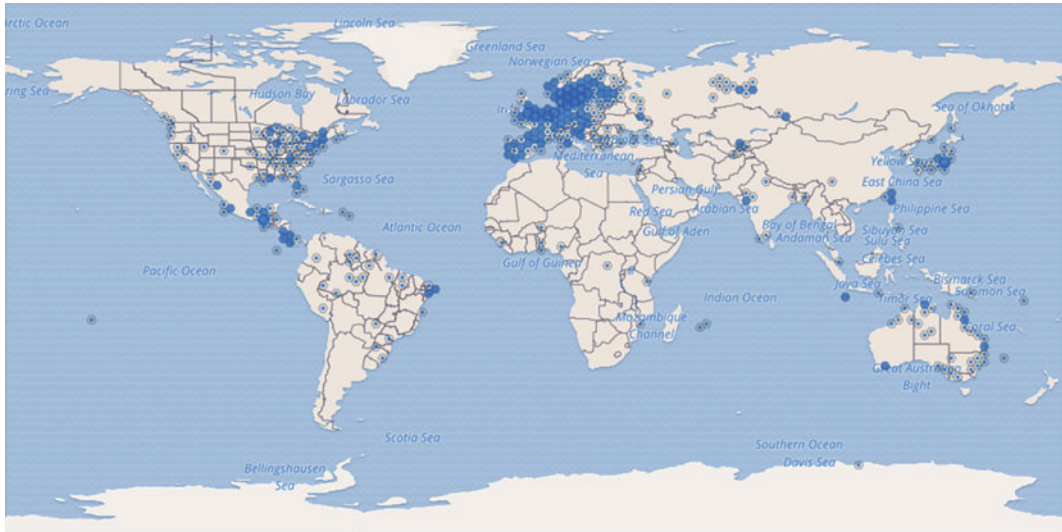 Arctic Ocean
Lincoln Sea
Greenland Sea
Norwegian Sea
ring Sea
Hudson Bay
Labrador Sea
Sea of Okhotsk
Irish
Sea
Mediterranean
Sea
Yellow Sea
Sargasso Sea
Persian Gulf
East China Sea
Red Sea
Arabian Sea
Philippine Sea
Atlantic Ocean
Bay of Bengal
Gulf of Aden
Andaman Sea
Sibuyan Sea
Sulu Sea
Gulf of Guinea
Celebes Sea
Pacific Ocean
Bismarck Sea
Java Sea
Solomon Sea
Indian Ocean
Timor Sea
Mozambique
Channel
Coral Sea
Great Australian
Bight
Scotia Sea
Southern Ocean
Davis Sea
Bellingshausen
Sea